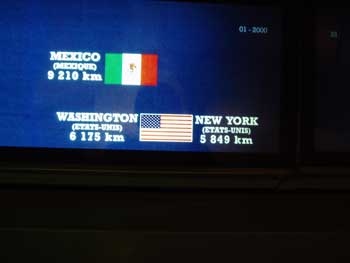 01 - 2000
33
MEXICO
(MEXIQUE)
9 210 km
WASHINGTON
(ETATS-UNIS)
6 175 km
NEW YORK
(ETATS-UNIS)
5 849 km